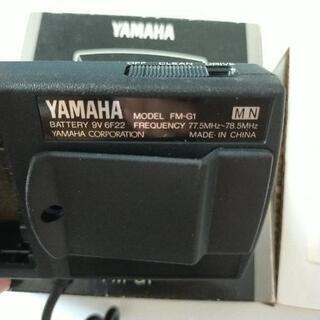 YAMAHA
OFF CLEAN DRIVE
YAMAHA MODEL FM-G1 M N
BATTERY 9V 6F22 FREQUENCY 77.5MHz~78.5MHz
YAMAHA CORPORATION MADE IN CHINA